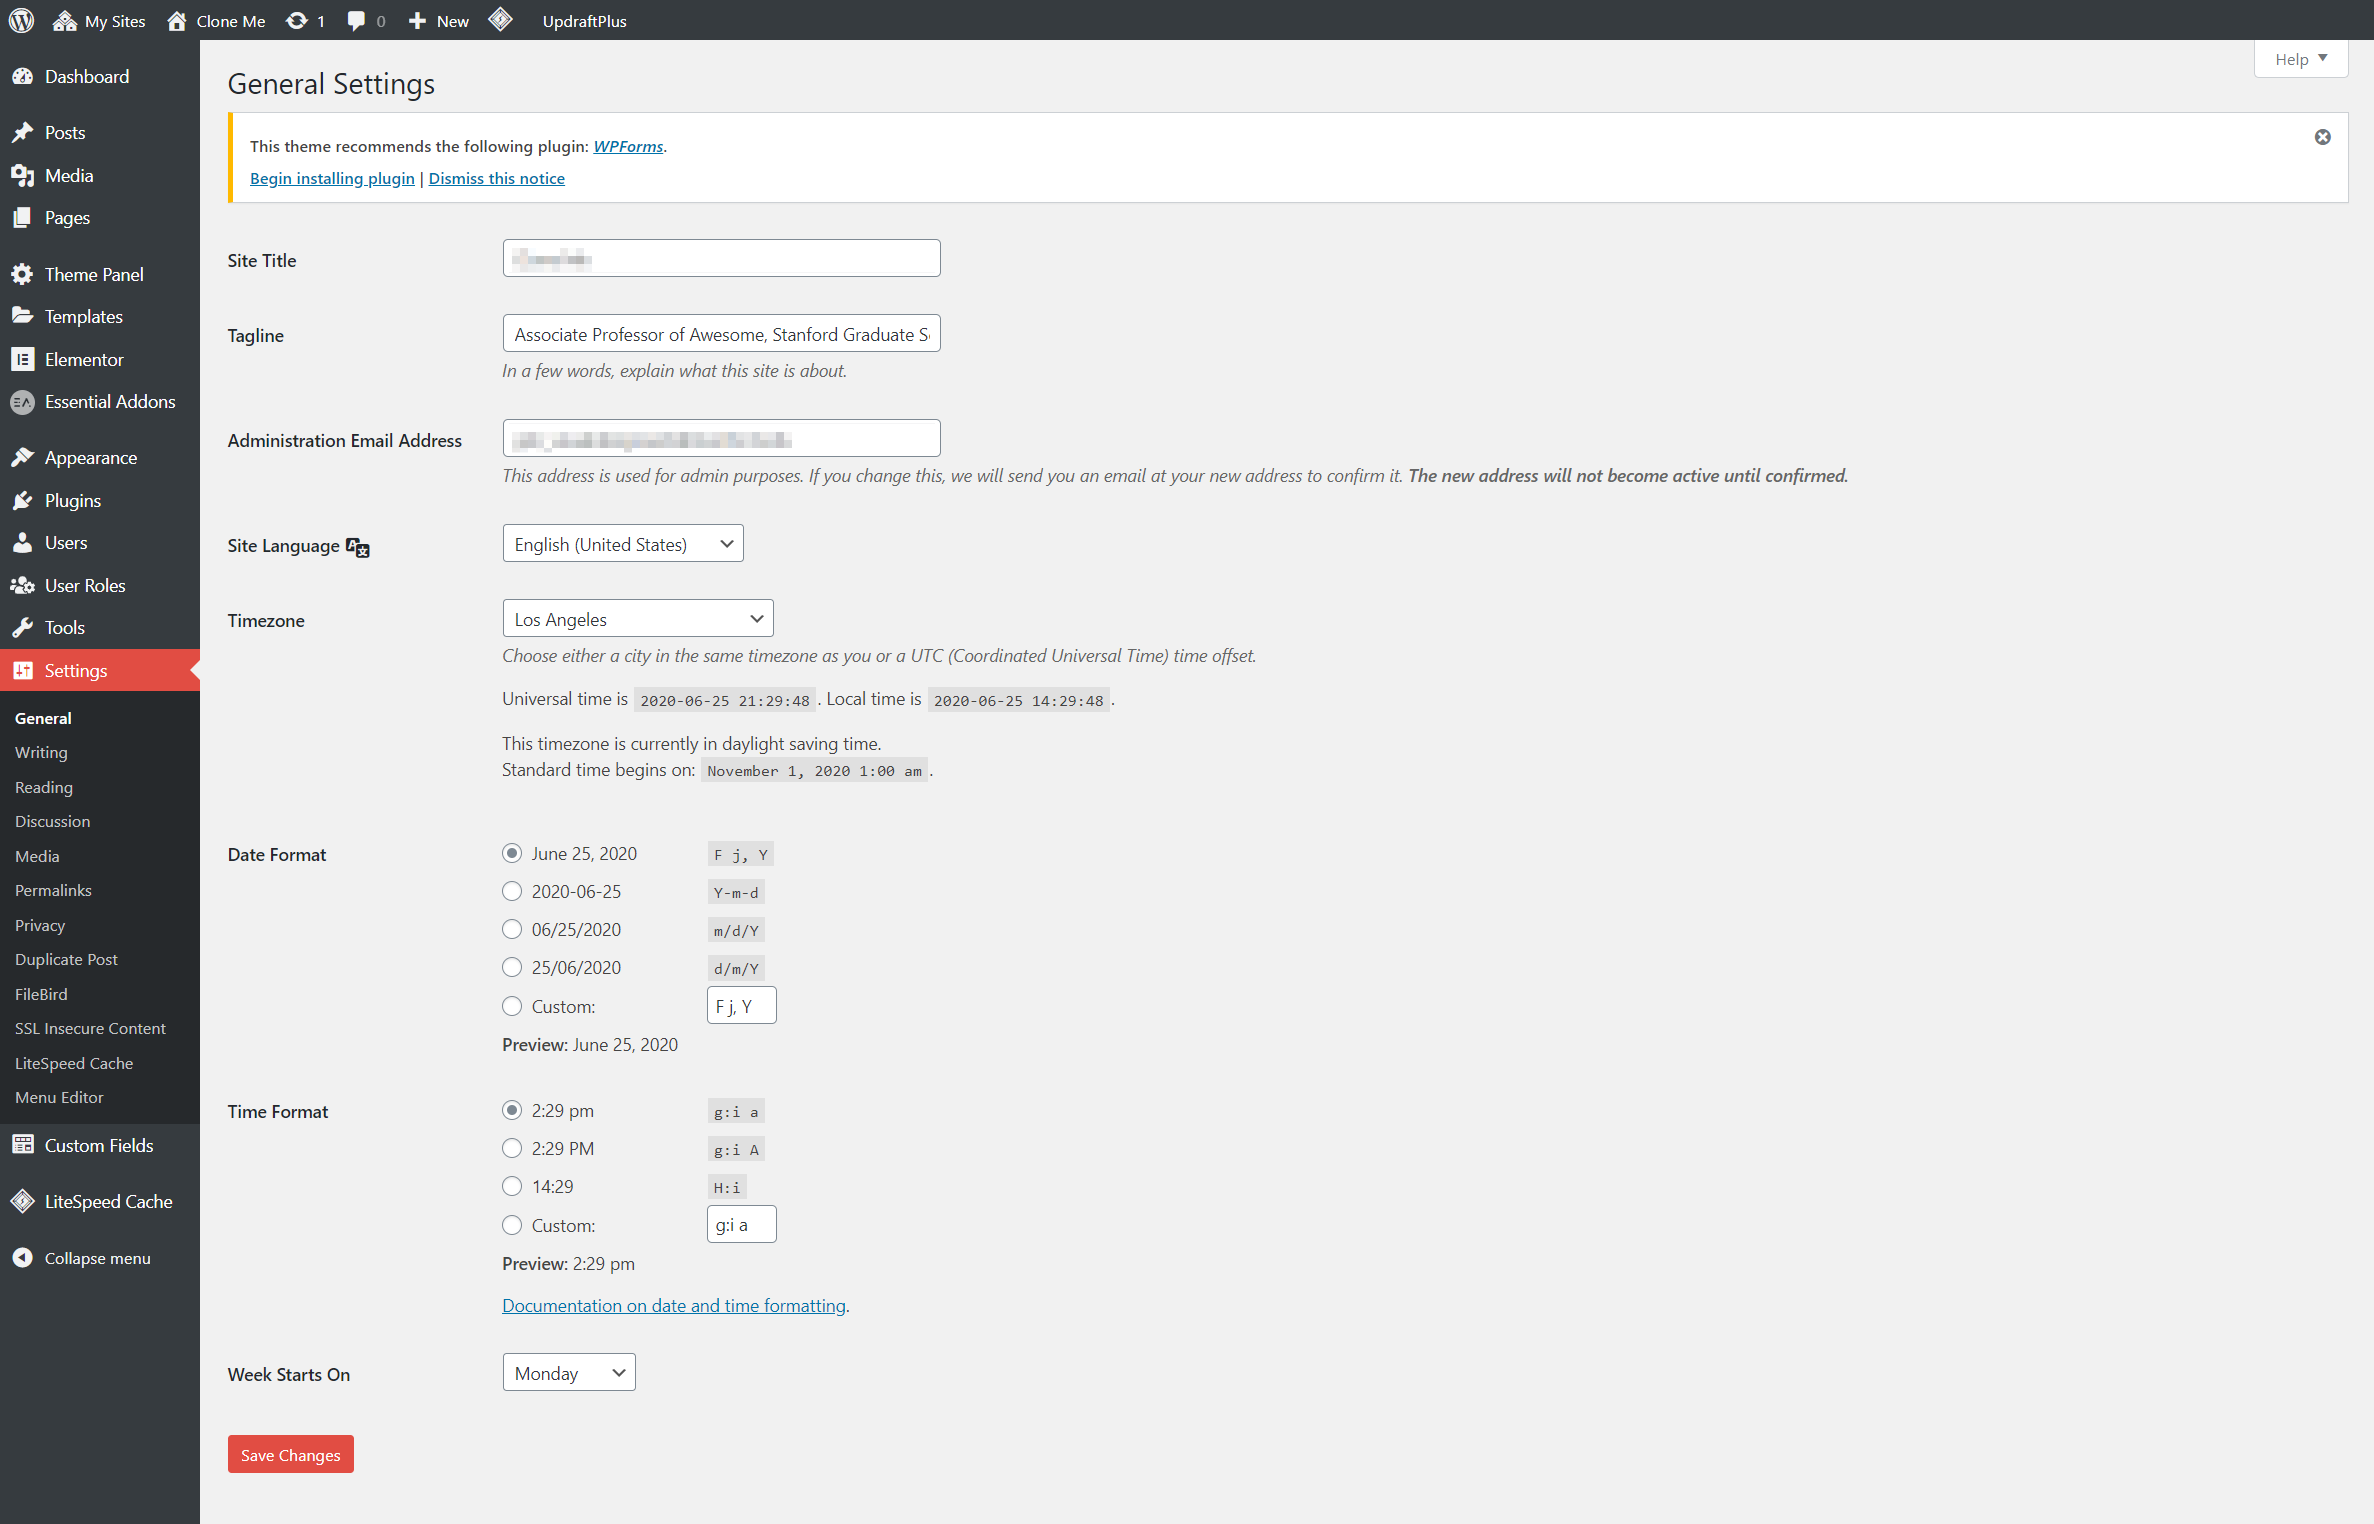 My Sites Clone Me 1 0 New UpdraftPlus
Dashboard
Posts
Media
Pages
Theme Panel
Templates
Elementor
Essential Addons
Appearance
Plugins
Users
User Roles
Tools
Settings
General
Writing
Reading
Discussion
Media
Permalinks
Privacy
Duplicate Post
FileBird
SSL Insecure Content
LiteSpeed Cache
Menu Editor
Custom Fields
LiteSpeed Cache
Collapse menu
Help
General Settings
This theme recommends the following plugin: WPForms.
Begin installing plugin | Dismiss this notice
Site Title
Tagline Associate Professor of Awesome, Stanford Graduate S
In a few words, explain what this site is about.
Administration Email Address
This address is used for admin purposes. If you change this, we will send you an email at your new address to confirm it. The new address will not become active until confirmed.
Site Language English (United States)
Timezone Los Angeles
Choose either a city in the same timezone as you or a UTC (Coordinated Universal Time) time offset.
Universal time is 2020-06-25 21:29:48 . Local time is 2020-06-25 14:29:48 .
This timezone is currently in daylight saving time.
Standard time begins on: November 1, 2020 1:00 am .
Date Format June 25, 2020 F j, Y
2020-06-25 Y-m-d
06/25/2020 m/d/Y
25/06/2020 d/m/Y
Custom: F j, Y
Preview: June 25, 2020
Time Format 2:29 pm g:i a
2:29 PM g:i A
14:29 H:i
Custom: g:i a
Preview: 2:29 pm
Documentation on date and time formatting.
Week Starts On Monday
Save Changes